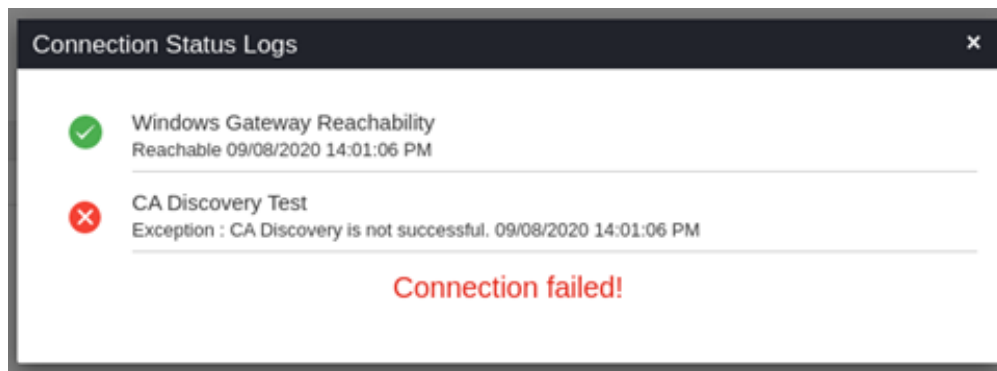 Connection Status Logs ×
Windows Gateway Reachability
Reachable 09/08/2020 14:01:06 PM
CA Discovery Test
Exception : CA Discovery is not successful. 09/08/2020 14:01:06 PM
Connection failed!